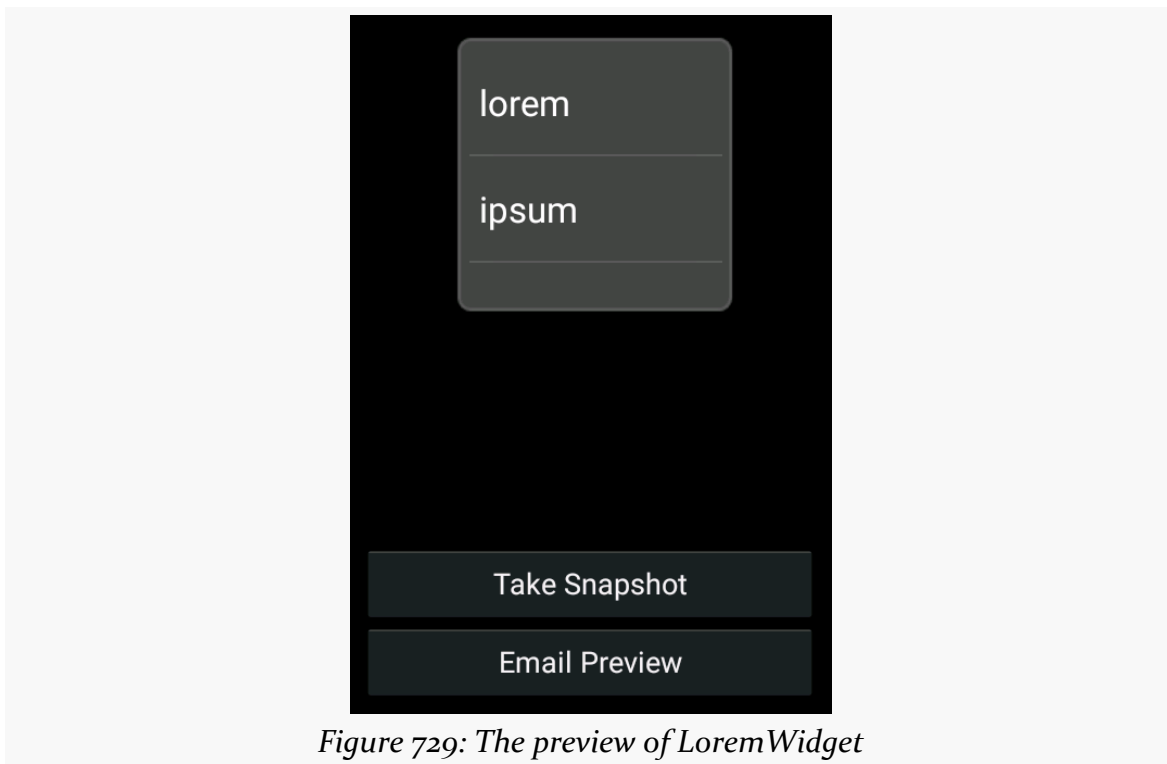 lorem
ipsum
Take Snapshot
Email Preview
Figure 729: The preview of LoremWidget